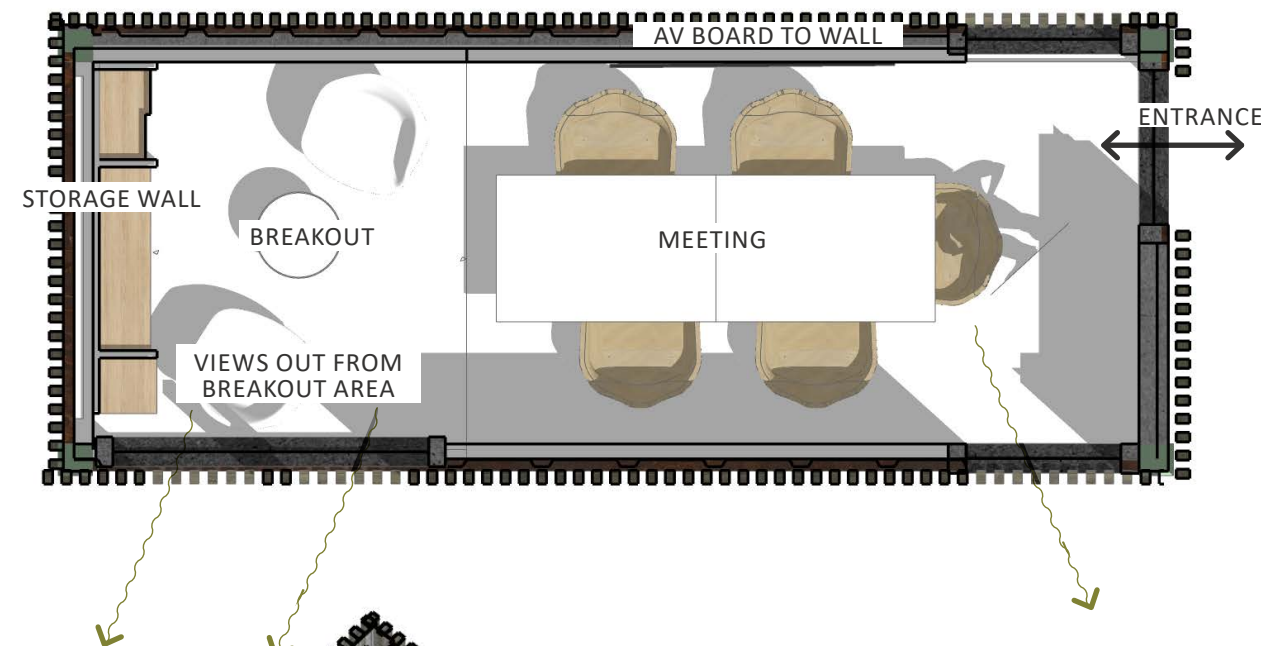 AV BOARD TO WALL
ENTRANCE
STORAGE WALL
BREAKOUT
MEETING
VIEWS OUT FROM
BREAKOUT AREA